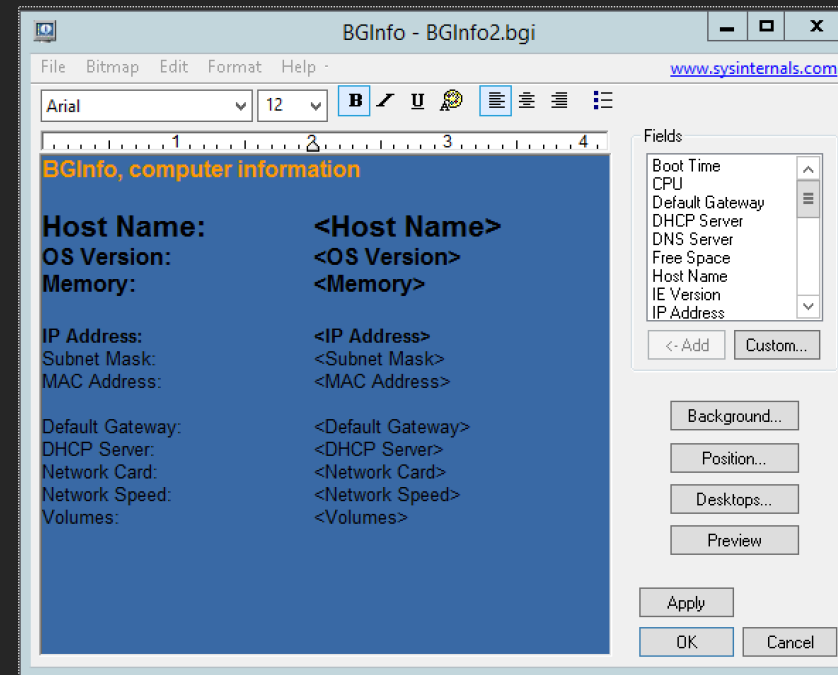 BGInfo - BGInfo2.bgi
File Bitmap Edit Format Help
www.sysinternals.com
Arial 12 B I U
1 2 3 4
BGInfo, computer information
Host Name: <Host Name>
OS Version: <OS Version>
Memory: <Memory>
IP Address: <IP Address>
Subnet Mask: <Subnet Mask>
MAC Address: <MAC Address>
Default Gateway: <Default Gateway>
DHCP Server: <DHCP Server>
Network Card: <Network Card>
Network Speed: <Network Speed>
Volumes: <Volumes>
Fields
Boot Time
CPU
Default Gateway
DHCP Server
DNS Server
Free Space
Host Name
IE Version
IP Address
<- Add Custom...
Background...
Position...
Desktops...
Preview
Apply
OK Cancel